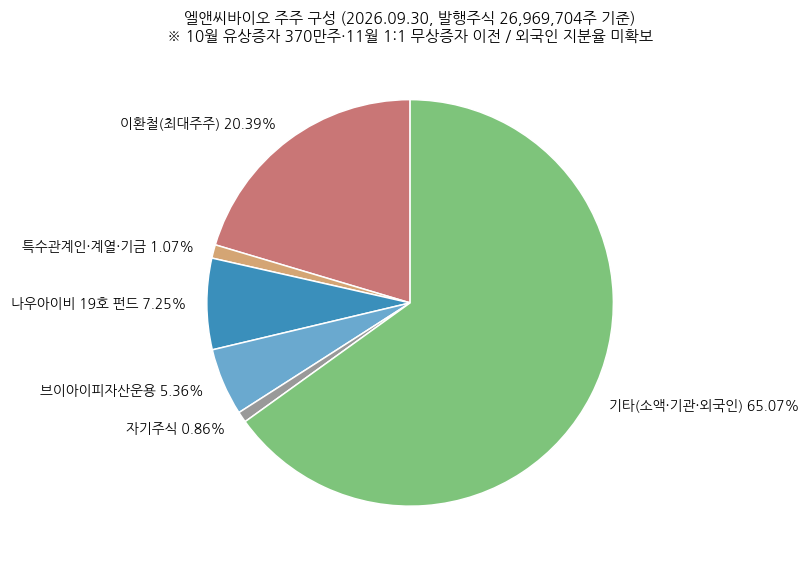 엘앤씨바이오 주주 구성 (2026.09.30, 발행주식 26,969,704주 기준)
※ 10월 유상증자 370만주·11월 1:1 무상증자 이전 / 외국인 지분율 미확보
이환철(최대주주) 20.39%
특수관계인·계열·기금 1.07%
나우아이비 19호 펀드 7.25%
브이아이피자산운용 5.36%
자기주식 0.86%
기타(소액·기관·외국인) 65.07%